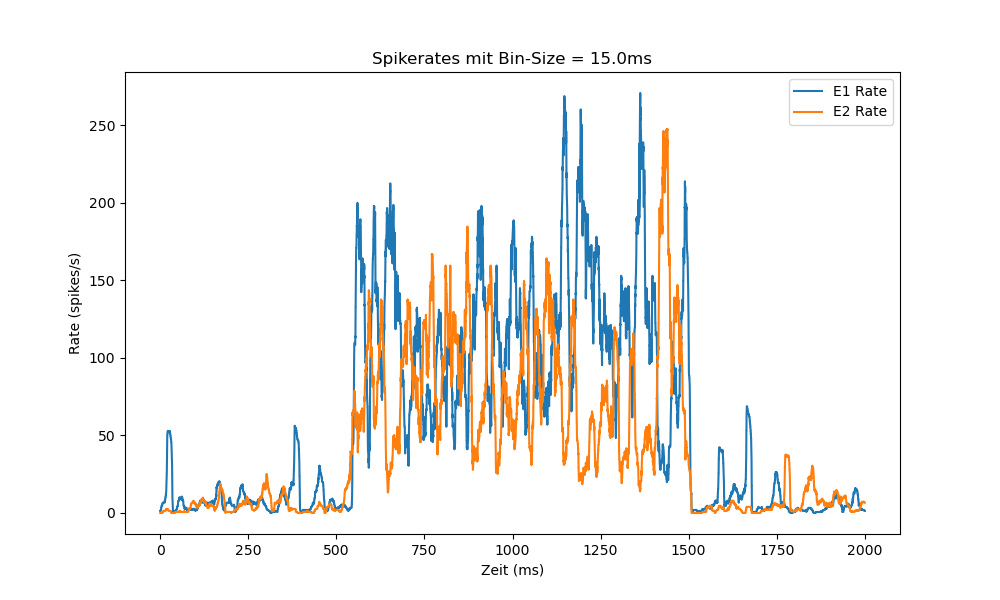 Spikerates mit Bin-Size = 15.0ms
E1 Rate
E2 Rate
250
200
150
100
50
0
Rate (spikes/s)
0 250 500 750 1000 1250 1500 1750 2000
Zeit (ms)